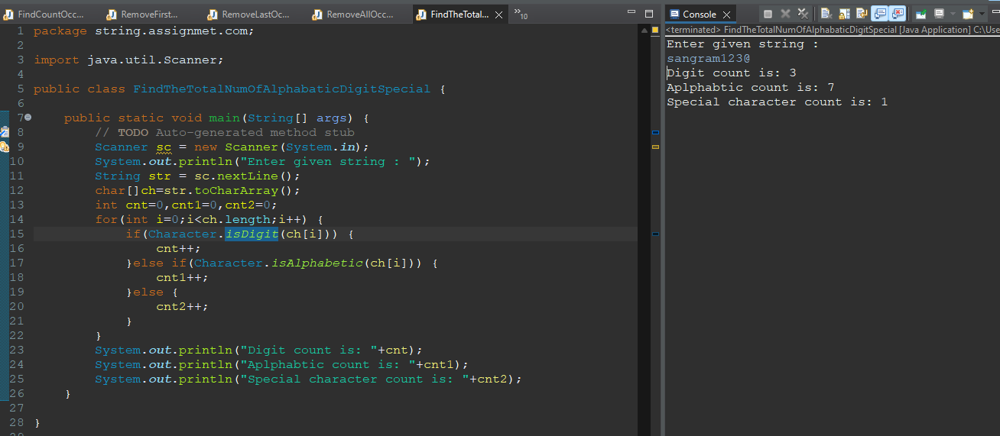 FindCountOcc... RemoveFirst... RemoveLastOc... RemoveAllOcc... FindTheTotal... »10
1 package string.assignmet.com;
2
3 import java.util.Scanner;
4
5 public class FindTheTotalNumOfAlphabaticDigitSpecial {
6
7 public static void main(String[] args) {
8 // TODO Auto-generated method stub
9 Scanner sc = new Scanner(System.in);
10 System.out.println("Enter given string : ");
11 String str = sc.nextLine();
12 char[]ch=str.toCharArray();
13 int cnt=0,cnt1=0,cnt2=0;
14 for(int i=0;i<ch.length;i++) {
15 if(Character.isDigit(ch[i])) {
16 cnt++;
17 }else if(Character.isAlphabetic(ch[i])) {
18 cnt1++;
19 }else {
20 cnt2++;
21 }
22 }
23 System.out.println("Digit count is: "+cnt);
24 System.out.println("Aplphabtic count is: "+cnt1);
25 System.out.println("Special character count is: "+cnt2);
26 }
27
28 }
Console
<terminated> FindTheTotalNumOfAlphabaticDigitSpecial [Java Application] C:\Use
Enter given string :
sangram123@
Digit count is: 3
Aplphabtic count is: 7
Special character count is: 1